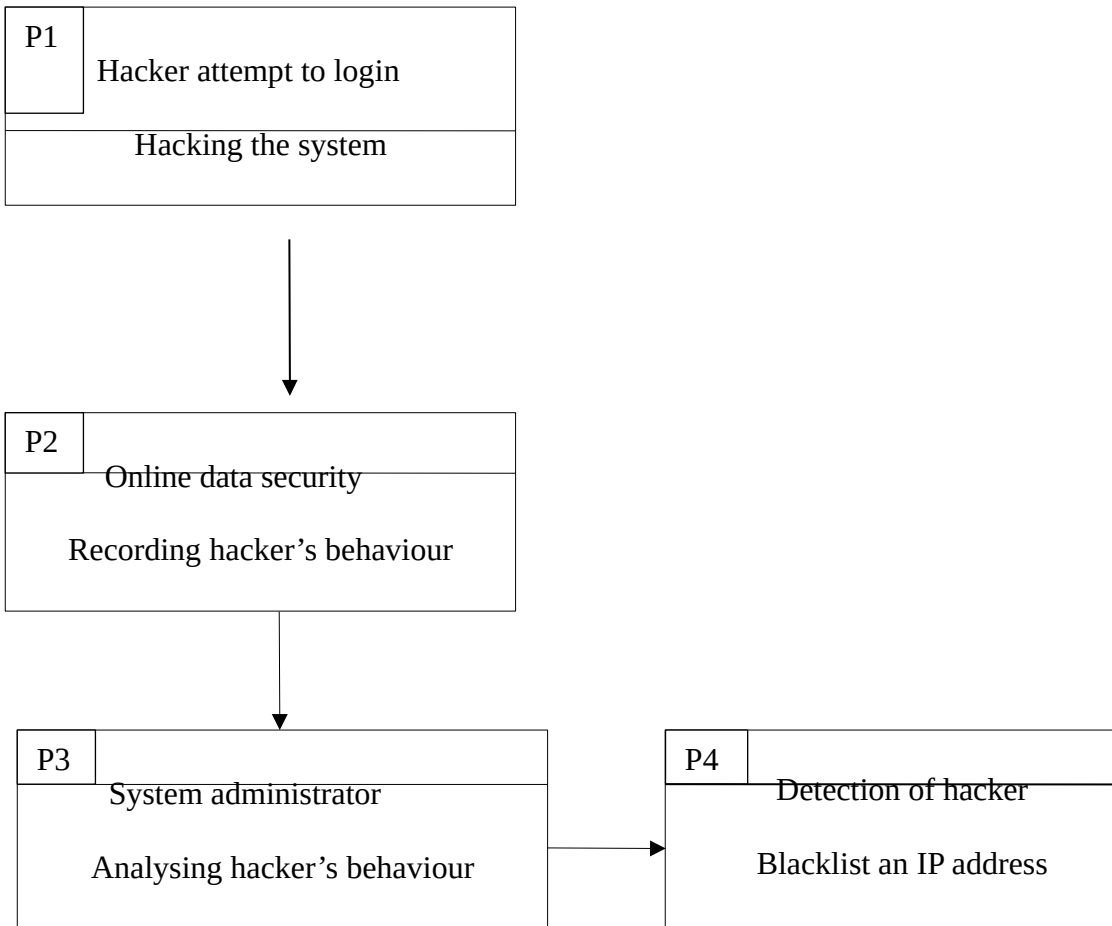 P1
Hacker attempt to login
Hacking the system
P2
Online data security
Recording hacker’s behaviour
P3
System administrator
Analysing hacker’s behaviour
P4
Detection of hacker
Blacklist an IP address